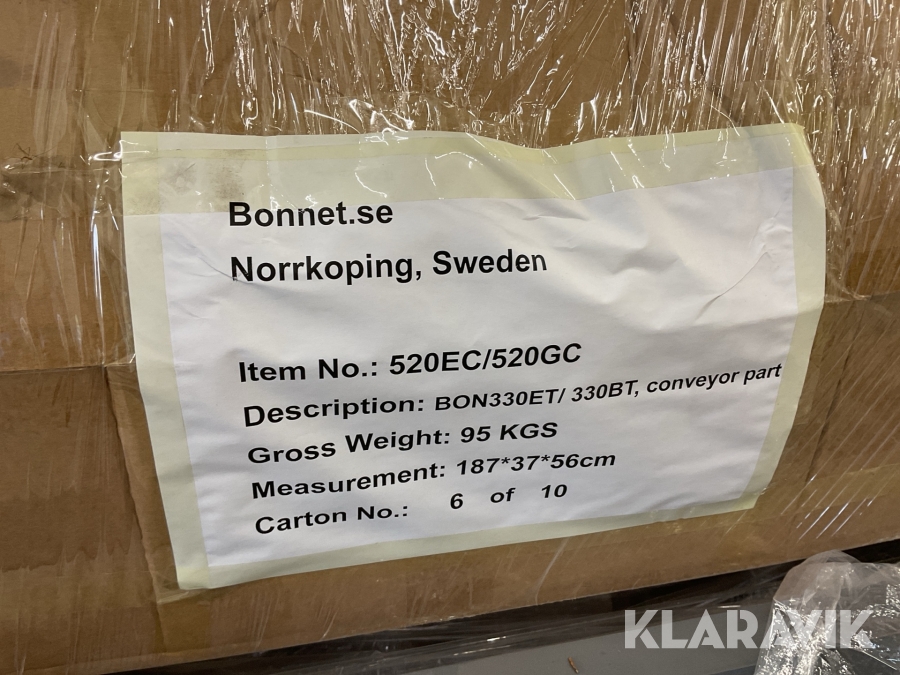 Bonnet.se
Norrkoping, Sweden
Item No.: 520EC/520GC
Description: BON330ET/ 330BT, conveyor part
Gross Weight: 95 KGS
Measurement: 187*37*56cm
Carton No.: 6 of 10
KLARAVIK